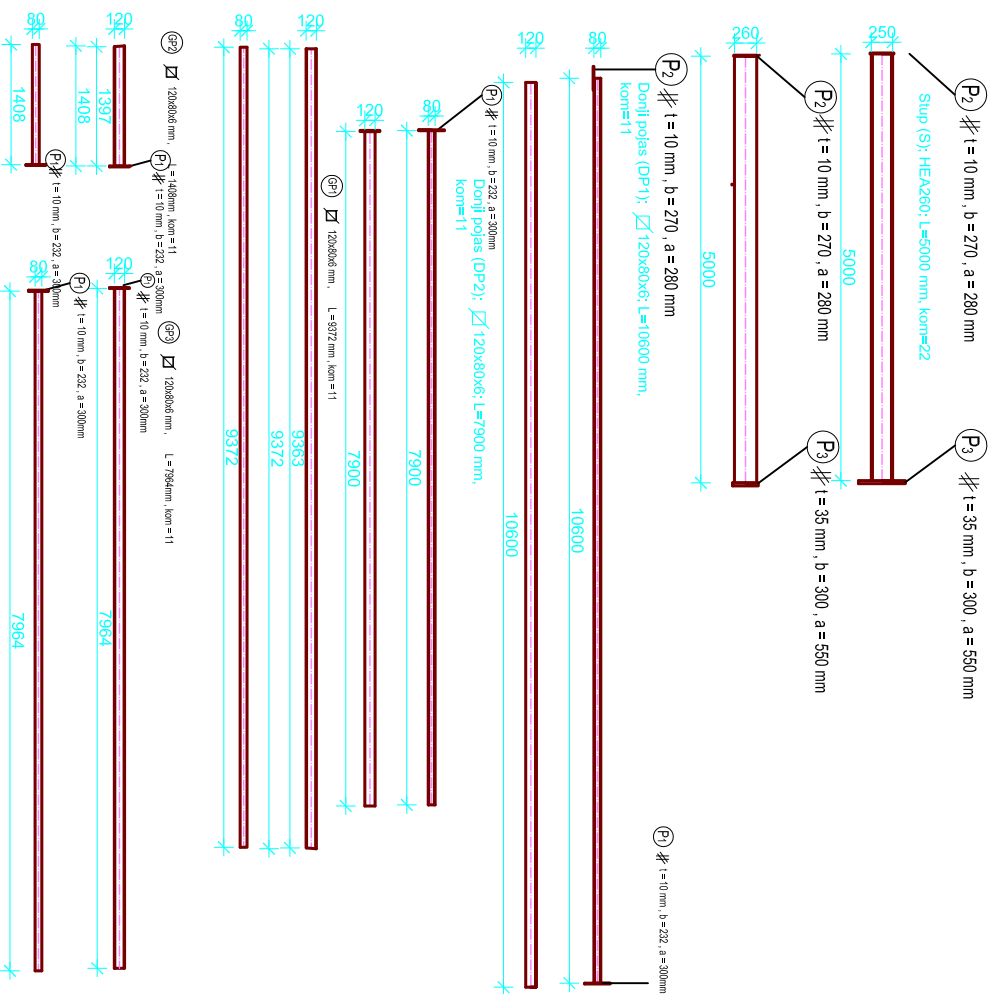 P2 t = 10 mm , b = 270 , a = 280 mm
P3 t = 35 mm , b = 300 , a = 550 mm
Stup (S); HEA260; L=5000 mm, kom=22
250
5000
P2 t = 10 mm , b = 270 , a = 280 mm
P3 t = 35 mm , b = 300 , a = 550 mm
260
5000
P2 t = 10 mm , b = 270 , a = 280 mm
P1 t = 10 mm , b = 232 , a = 300mm
Donji pojas (DP1); 120x80x6; L=10600 mm,
kom=11
80
10600
120
10600
P1 t = 10 mm , b = 232 , a = 300mm
Donji pojas (DP2); 120x80x6; L=7900 mm,
kom=11
80
7900
120
7900
GP1 120x80x6 mm , L = 9372 mm , kom = 11
120
9363
9372
80
9372
GP2 120x80x6 mm , L = 1408mm , kom = 11
P1 t = 10 mm , b = 232 , a = 300mm
120
1397
1408
P1 t = 10 mm , b = 232 , a = 300mm
80
1408
GP3 120x80x6 mm , L = 7964mm , kom = 11
P1 t = 10 mm , b = 232 , a = 300mm
120
7964
P1 t = 10 mm , b = 232 , a = 300mm
80
7964